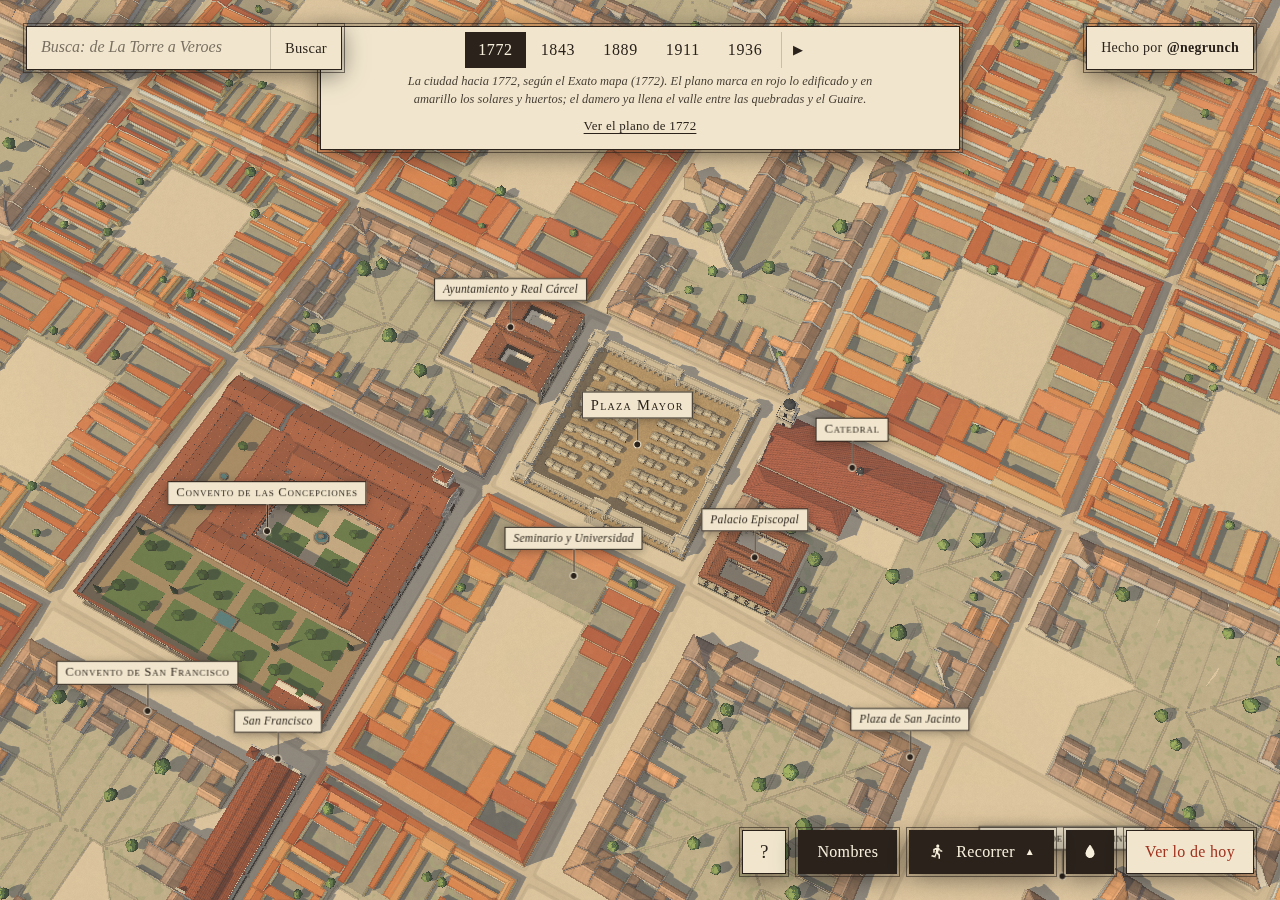 Busca: de La Torre a Veroes
Buscar
1772 1843 1889 1911 1936
La ciudad hacia 1772, según el Exato mapa (1772). El plano marca en rojo lo edificado y en
amarillo los solares y huertos; el damero ya llena el valle entre las quebradas y el Guaire.
Ver el plano de 1772
Hecho por @negrunch
Ayuntamiento y Real Cárcel
Plaza Mayor
Catedral
Convento de las Concepciones
Palacio Episcopal
Seminario y Universidad
Convento de San Francisco
San Francisco
Plaza de San Jacinto
?
Nombres
Recorrer
Ver lo de hoy